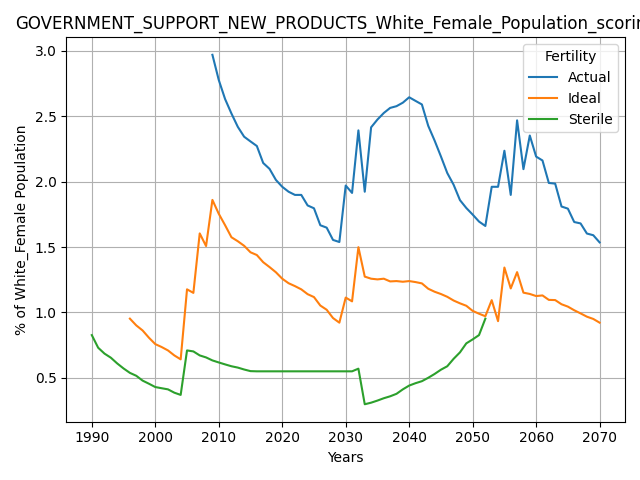 GOVERNMENT_SUPPORT_NEW_PRODUCTS_White_Female_Population_scorin
Fertility
Actual
Ideal
Sterile
% of White_Female Population
3.0
2.5
2.0
1.5
1.0
0.5
1990 2000 2010 2020 2030 2040 2050 2060 2070
Years